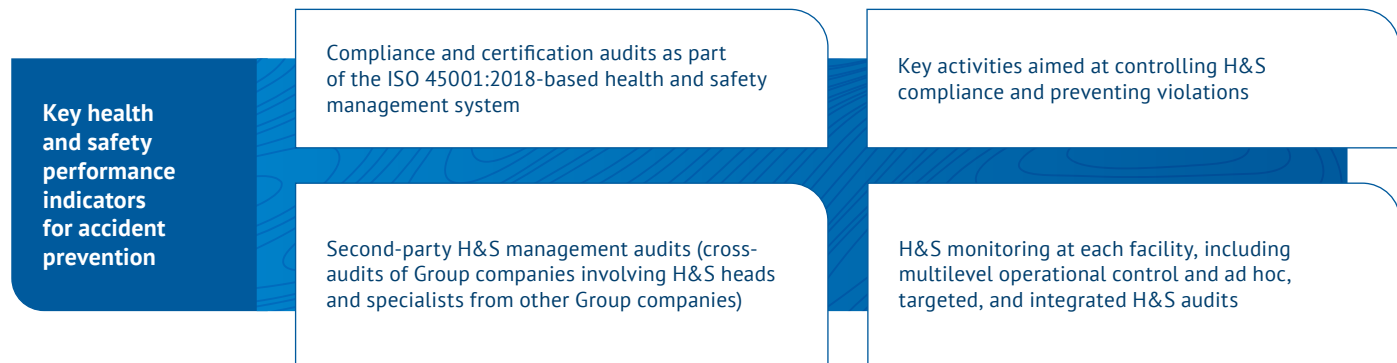 Key health
and safety
performance
indicators
for accident
prevention
Compliance and certification audits as part
of the ISO 45001:2018-based health and safety
management system
Key activities aimed at controlling H&S
compliance and preventing violations
Second-party H&S management audits (cross-
audits of Group companies involving H&S heads
and specialists from other Group companies)
H&S monitoring at each facility, including
multilevel operational control and ad hoc,
targeted, and integrated H&S audits